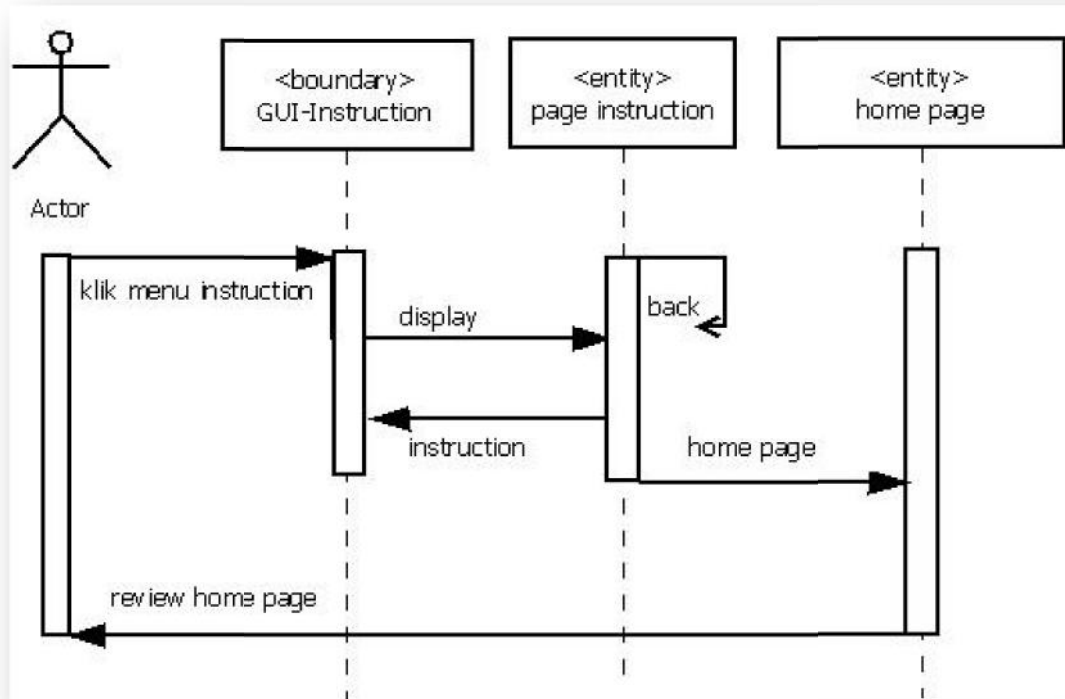 <boundary>
GUI-Instruction
<entity>
page instruction
<entity>
home page
Actor
klik menu instruction
back
display
instruction
home page
review home page